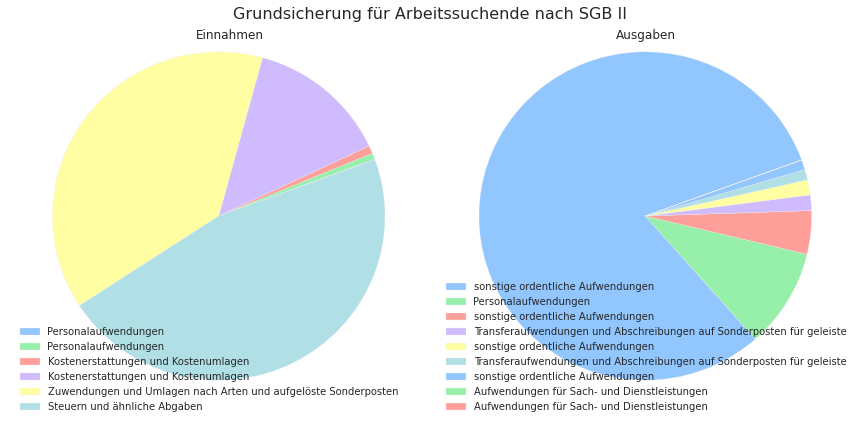 Grundsicherung für Arbeitssuchende nach SGB II
Einnahmen
Personalaufwendungen
Personalaufwendungen
Kostenerstattungen und Kostenumlagen
Kostenerstattungen und Kostenumlagen
Zuwendungen und Umlagen nach Arten und aufgelöste Sonderposten
Steuern und ähnliche Abgaben
Ausgaben
sonstige ordentliche Aufwendungen
Personalaufwendungen
sonstige ordentliche Aufwendungen
Transferaufwendungen und Abschreibungen auf Sonderposten für geleiste
sonstige ordentliche Aufwendungen
Transferaufwendungen und Abschreibungen auf Sonderposten für geleiste
sonstige ordentliche Aufwendungen
Aufwendungen für Sach- und Dienstleistungen
Aufwendungen für Sach- und Dienstleistungen